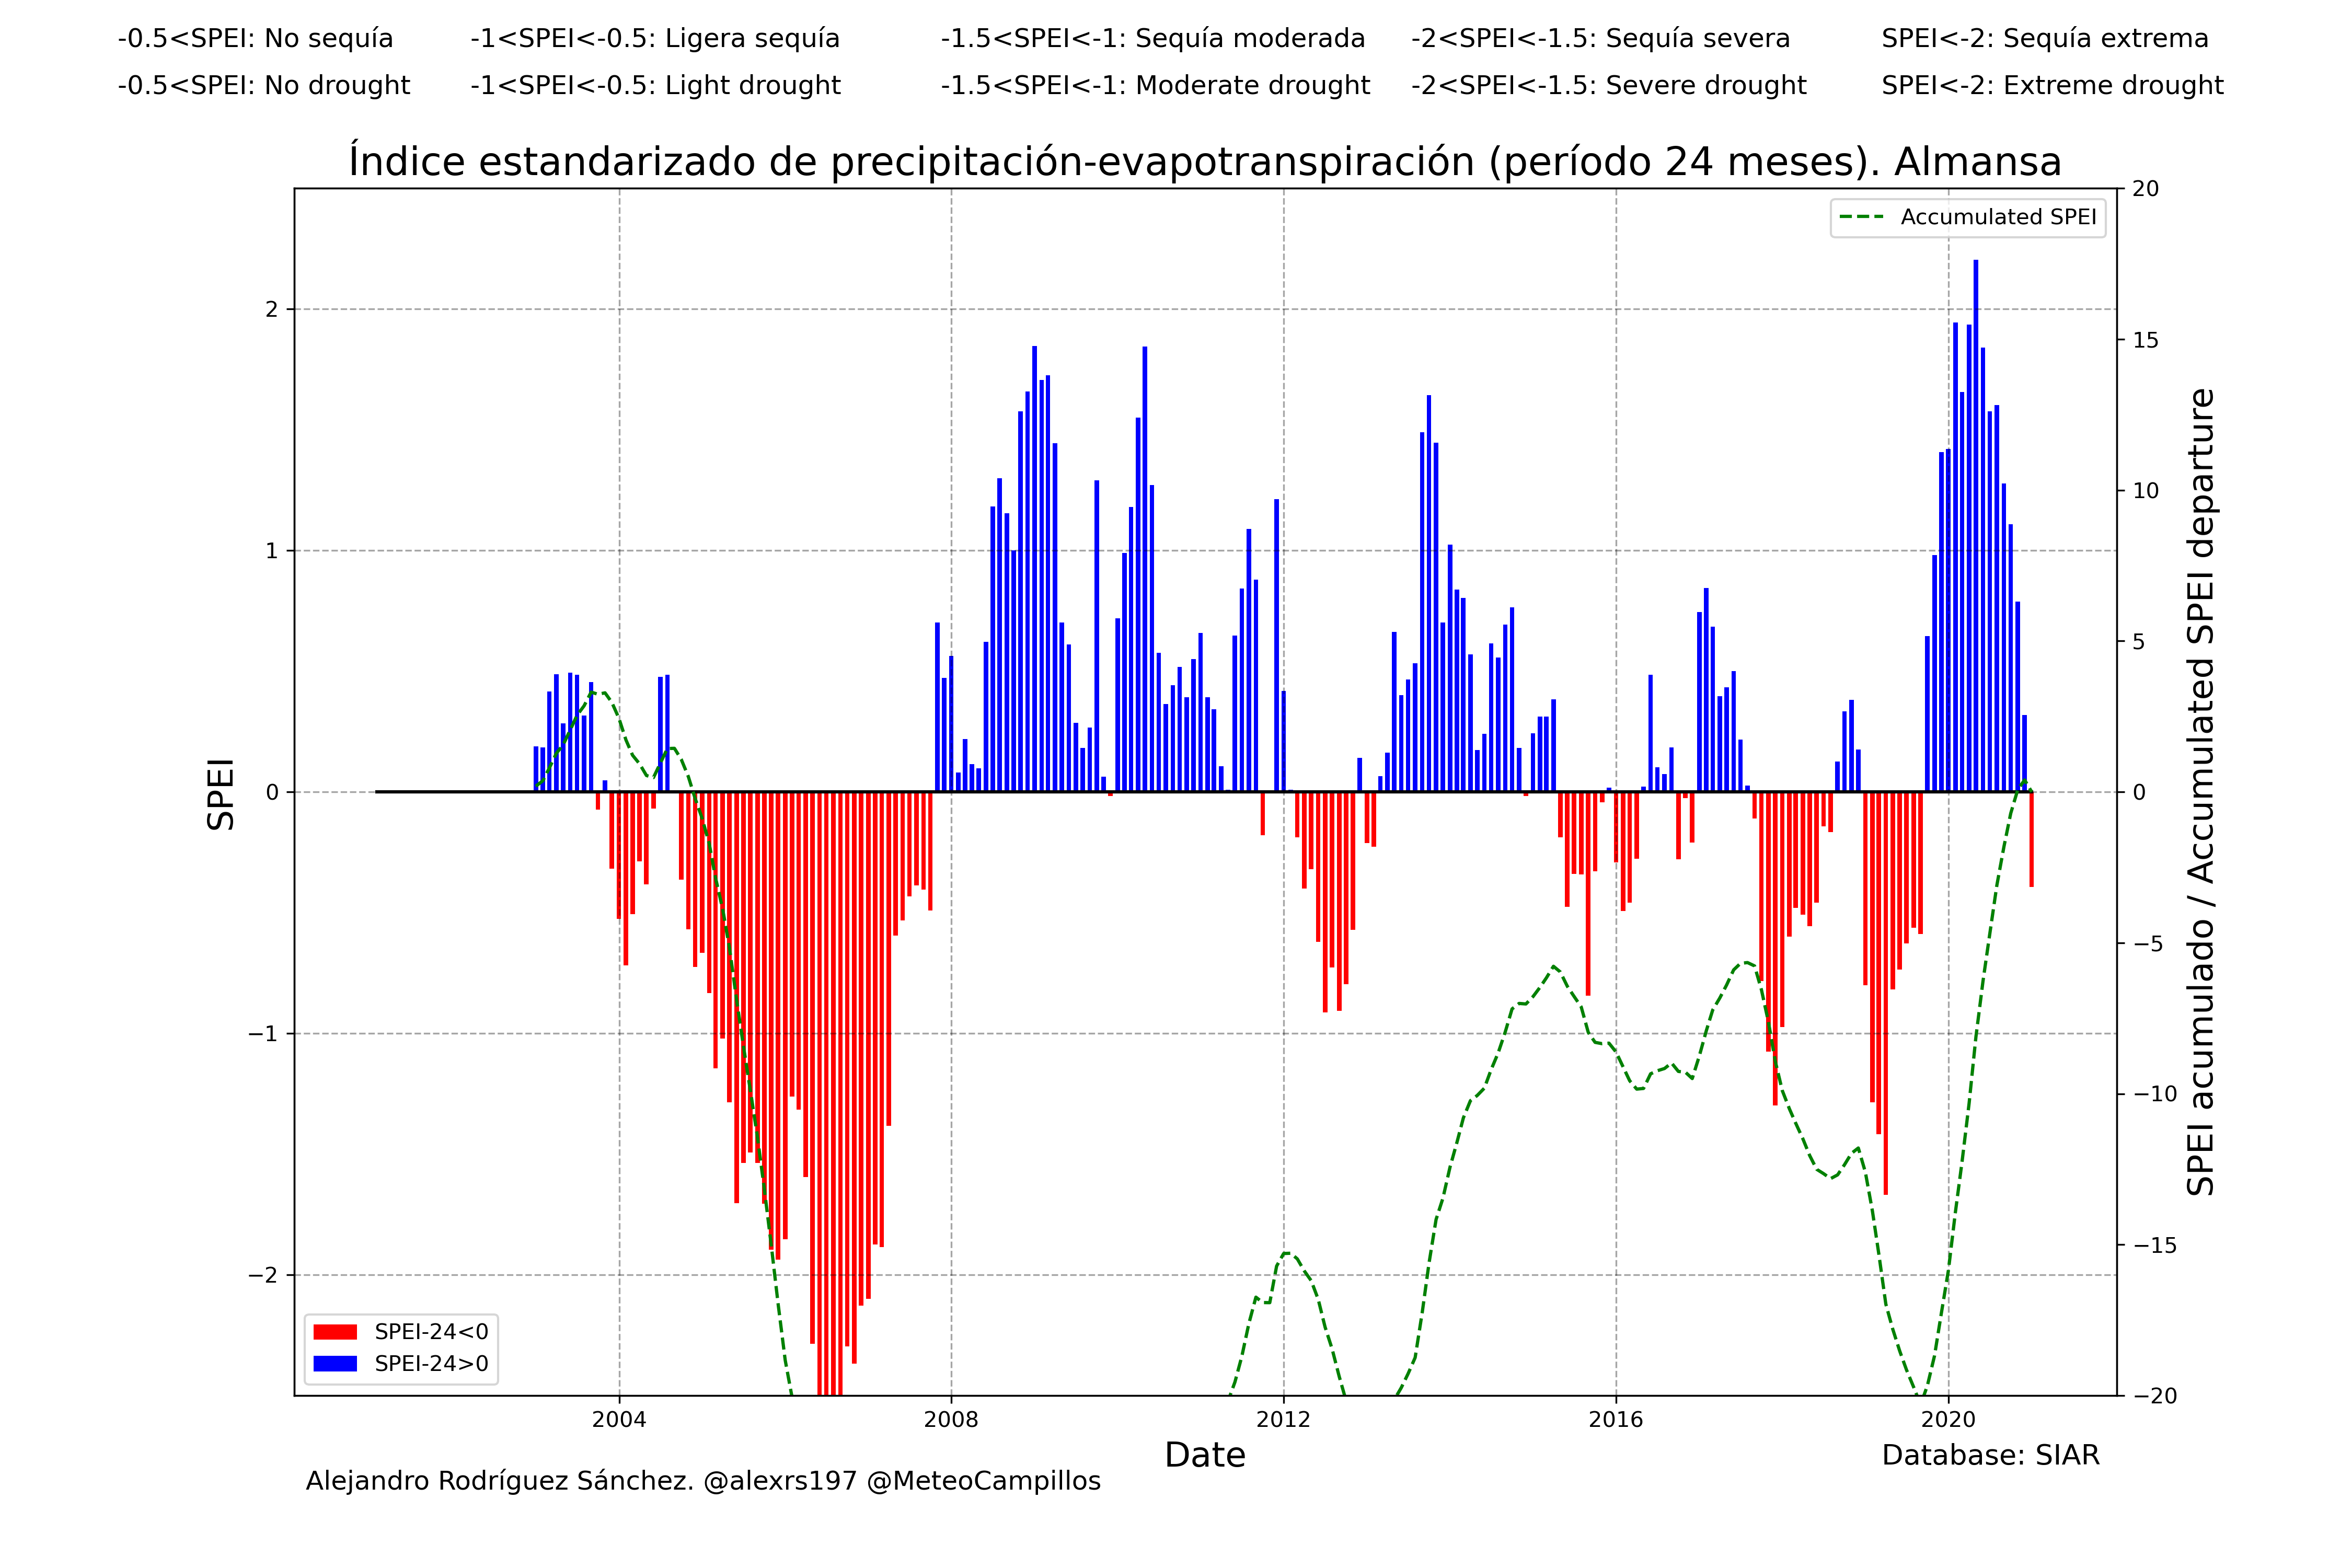 -0.5<SPEI: No sequía -1<SPEI<-0.5: Ligera sequía -1.5<SPEI<-1: Sequía moderada -2<SPEI<-1.5: Sequía severa SPEI<-2: Sequía extrema
-0.5<SPEI: No drought -1<SPEI<-0.5: Light drought -1.5<SPEI<-1: Moderate drought -2<SPEI<-1.5: Severe drought SPEI<-2: Extreme drought
Índice estandarizado de precipitación-evapotranspiración (período 24 meses). Almansa
Accumulated SPEI
SPEI
2
1
0
−1
−2
20
15
10
5
0
−5
−10
−15
−20
SPEI acumulado / Accumulated SPEI departure
SPEI-24<0
SPEI-24>0
2004 2008 2012 2016 2020
Date
Database: SIAR
Alejandro Rodríguez Sánchez. @alexrs197 @MeteoCampillos